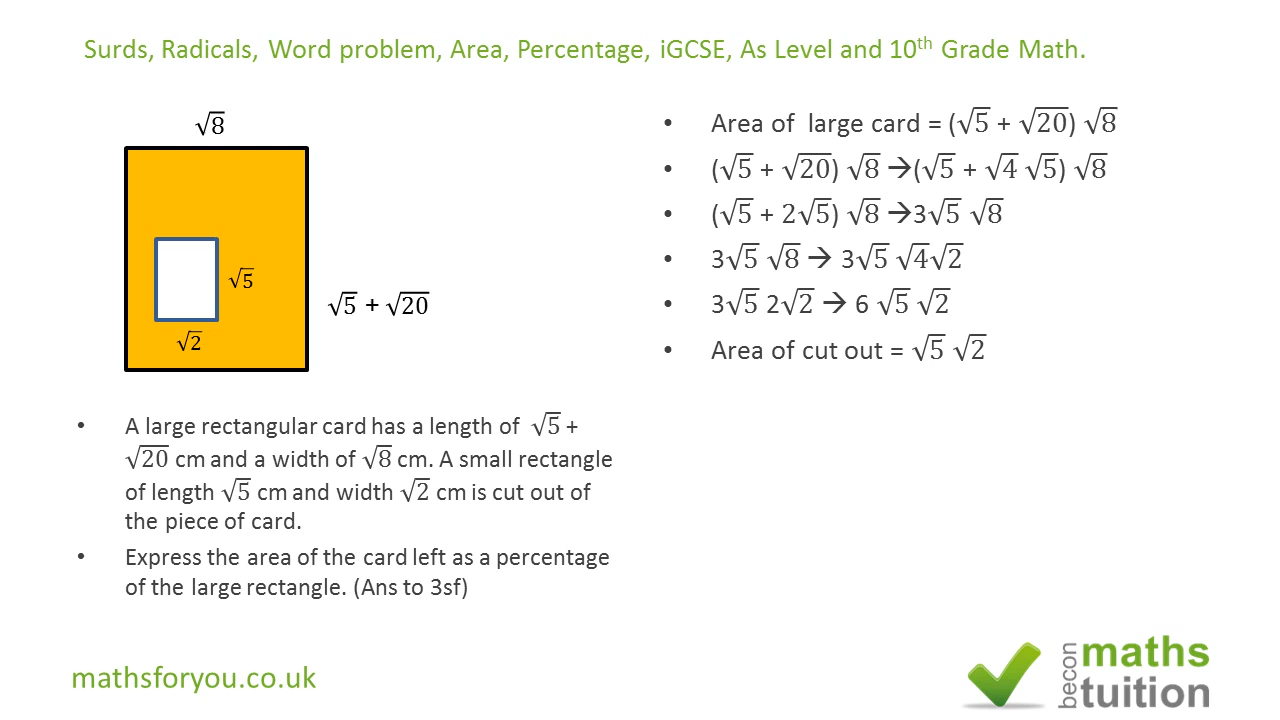 Surds, Radicals, Word problem, Area, Percentage, iGCSE, As Level and 10th Grade Math.
√8
√5
√2
√5 + √20
• A large rectangular card has a length of √5 +
√20 cm and a width of √8 cm. A small rectangle
of length √5 cm and width √2 cm is cut out of
the piece of card.
• Express the area of the card left as a percentage
of the large rectangle. (Ans to 3sf)
• Area of large card = (√5 + √20) √8
• (√5 + √20) √8 →(√5 + √4 √5) √8
• (√5 + 2√5) √8 →3√5 √8
• 3√5 √8 → 3√5 √4√2
• 3√5 2√2 → 6 √5 √2
• Area of cut out = √5 √2
mathsforyou.co.uk
becon
maths
tuition